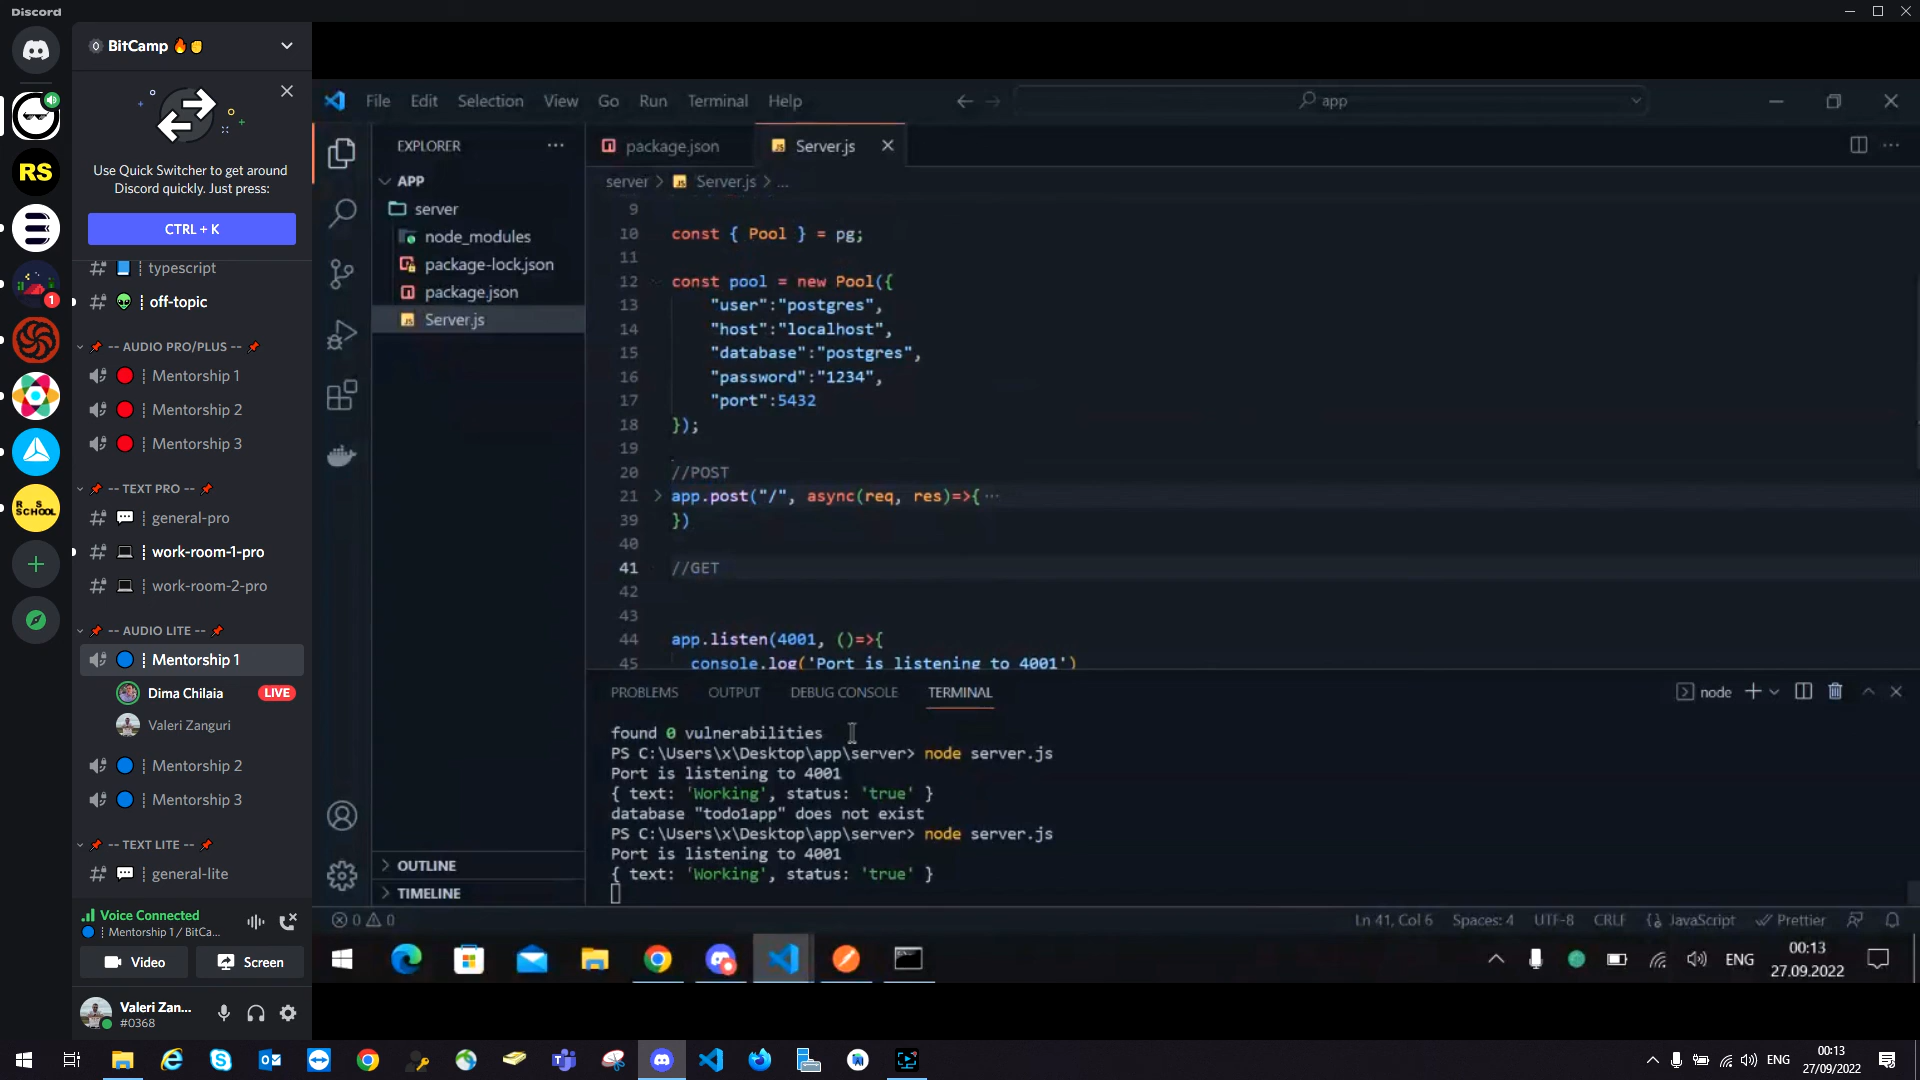 Discord
BitCamp
Use Quick Switcher to get around
Discord quickly. Just press:
CTRL + K
typescript
off-topic
-- AUDIO PRO/PLUS --
Mentorship 1
Mentorship 2
Mentorship 3
-- TEXT PRO --
general-pro
work-room-1-pro
work-room-2-pro
-- AUDIO LITE --
Mentorship 1
Dima Chilaia LIVE
Valeri Zanguri
Mentorship 2
Mentorship 3
-- TEXT LITE --
general-lite
Voice Connected
Mentorship 1 / BitCa...
Video Screen
Valeri Zan...
#0368
RS
1
RS
SCHOOL
File Edit Selection View Go Run Terminal Help
app
EXPLORER
APP
server
node_modules
package-lock.json
package.json
Server.js
OUTLINE
TIMELINE
package.json Server.js
server > Server.js > ...
9
10 const { Pool } = pg;
11
12 const pool = new Pool({
13 "user":"postgres",
14 "host":"localhost",
15 "database":"postgres",
16 "password":"1234",
17 "port":5432
18 });
19
20 //POST
21 app.post("/", async(req, res)=>{ ...
39 })
40
41 //GET
42
43
44 app.listen(4001, ()=>{
45 console.log('Port is listening to 4001')
PROBLEMS OUTPUT DEBUG CONSOLE TERMINAL
node
found 0 vulnerabilities
PS C:\Users\x\Desktop\app\server> node server.js
Port is listening to 4001
{ text: 'Working', status: 'true' }
database "todo1app" does not exist
PS C:\Users\x\Desktop\app\server> node server.js
Port is listening to 4001
{ text: 'Working', status: 'true' }
0 0
Ln 41, Col 6 Spaces: 4 UTF-8 CRLF JavaScript Prettier
ENG
00:13
27.09.2022
ENG
00:13
27/09/2022